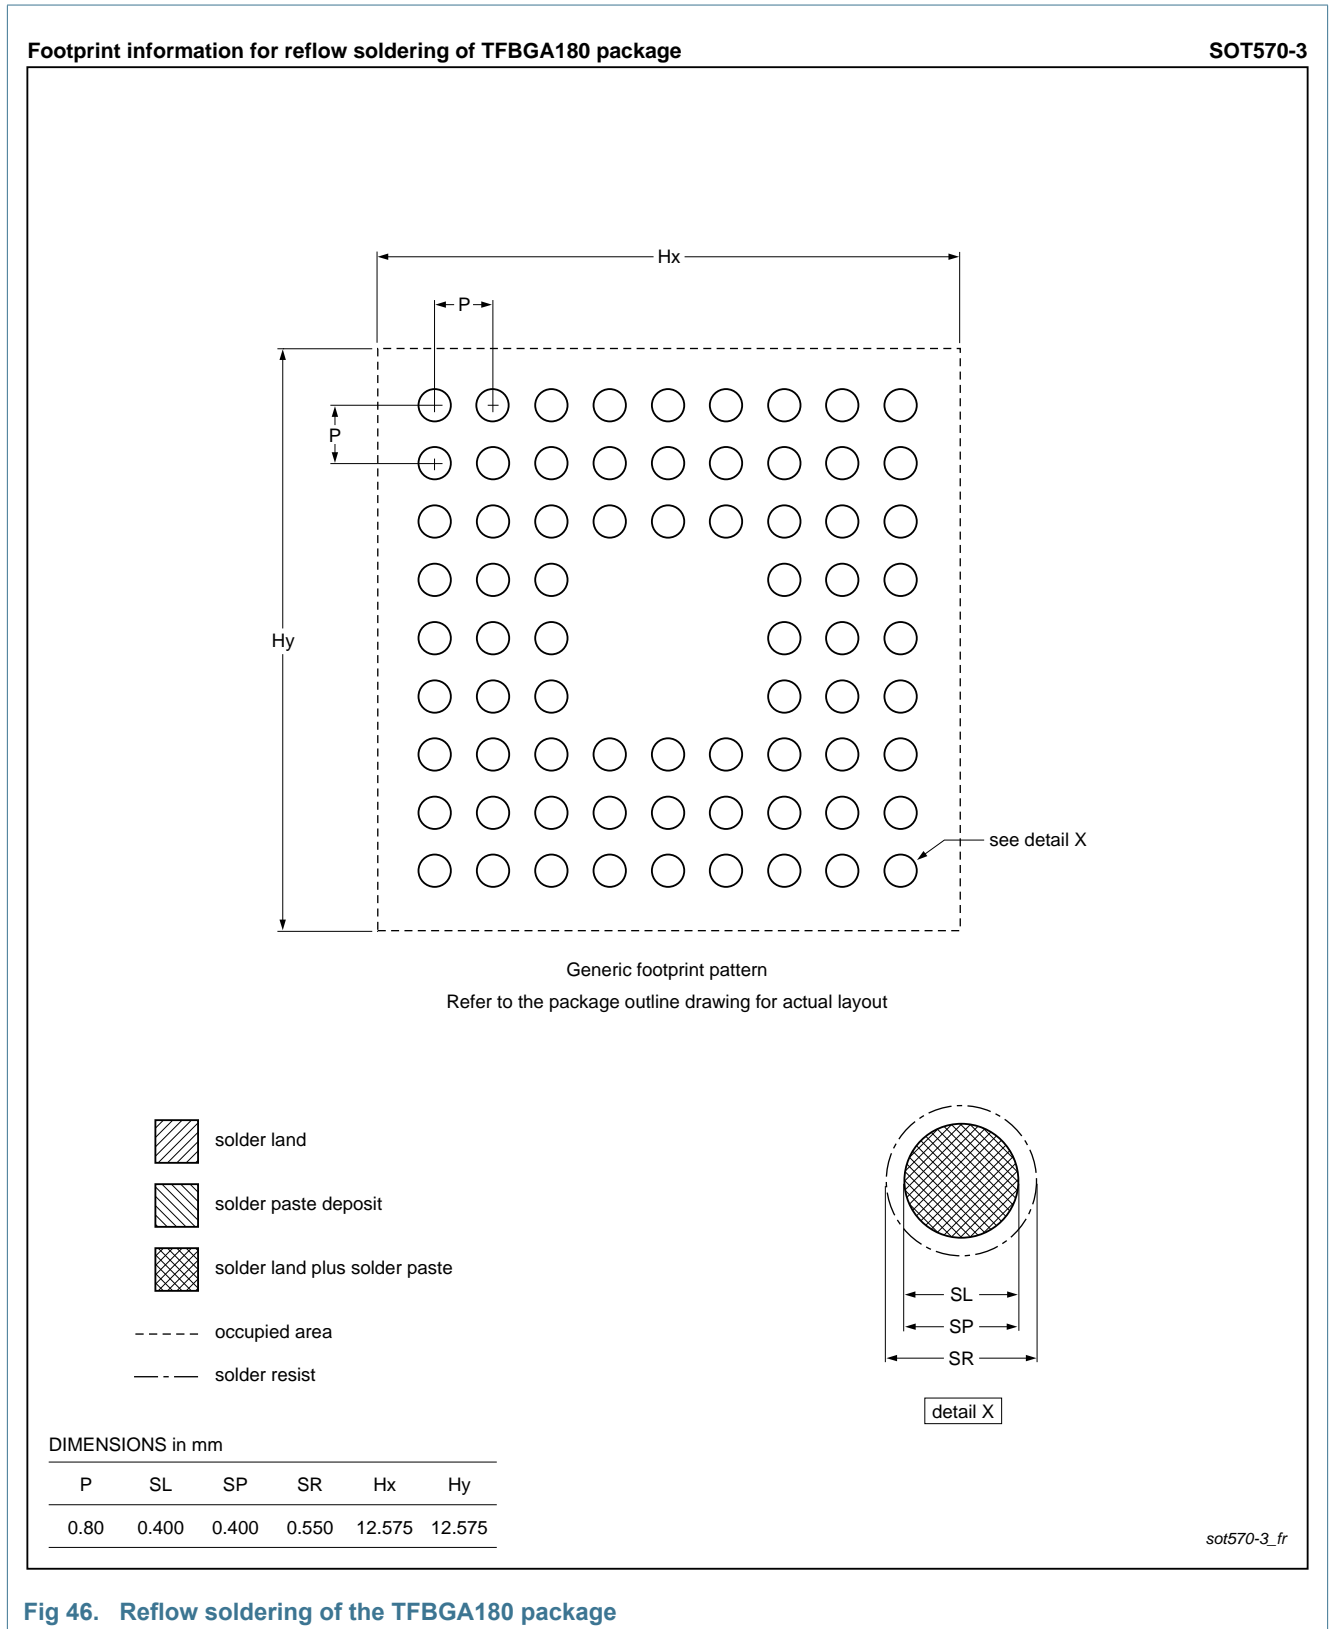 Footprint information for reflow soldering of TFBGA180 package SOT570-3
Hx
P
P
Hy
see detail X
Generic footprint pattern
Refer to the package outline drawing for actual layout
solder land
solder paste deposit
solder land plus solder paste
occupied area
solder resist
SL
SP
SR
detail X
DIMENSIONS in mm
P SL SP SR Hx Hy
0.80 0.400 0.400 0.550 12.575 12.575
sot570-3_fr
Fig 46. Reflow soldering of the TFBGA180 package